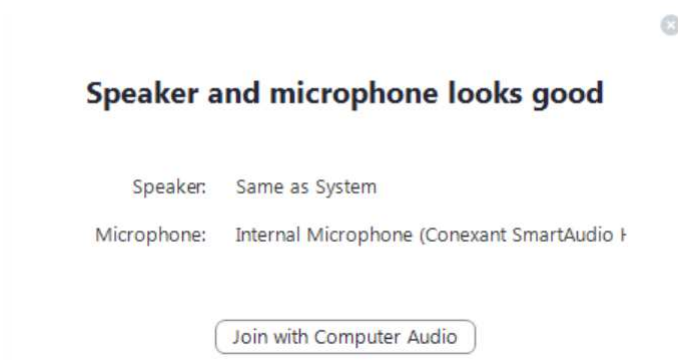 Speaker and microphone looks good
Speaker: Same as System
Microphone: Internal Microphone (Conexant SmartAudio H
Join with Computer Audio